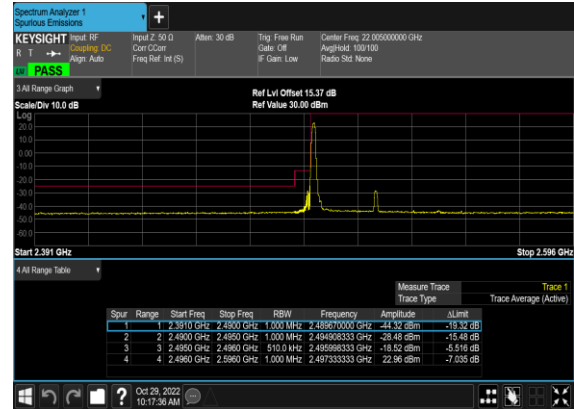 Spectrum Analyzer 1
Spurious Emissions
+
KEYSIGHT
R T
LW PASS
Input: RF
Coupling: DC
Align: Auto
Input Z: 50 Ω
Corr CCorr
Freq Ref: Int (S)
Atten: 30 dB
Trig: Free Run
Gate: Off
IF Gain: Low
Center Freq: 22.005000000 GHz
Avg|Hold: 100/100
Radio Std: None
3 All Range Graph
Scale/Div 10.0 dB
Ref Lvl Offset 15.37 dB
Ref Value 30.00 dBm
Log
20.0
10.0
0.00
-10.0
-20.0
-30.0
-40.0
-50.0
-60.0
Start 2.391 GHz Stop 2.596 GHz
4 All Range Table
Measure Trace Trace 1
Trace Type Trace Average (Active)
Spur Range Start Freq Stop Freq RBW Frequency Amplitude ΔLimit
1 1 2.3910 GHz 2.4900 GHz 1.000 MHz 2.489670000 GHz -44.32 dBm -19.32 dB
2 2 2.4900 GHz 2.4950 GHz 1.000 MHz 2.494908333 GHz -28.48 dBm -15.48 dB
3 3 2.4950 GHz 2.4960 GHz 510.0 kHz 2.495998333 GHz -18.52 dBm -5.516 dB
4 4 2.4960 GHz 2.5960 GHz 1.000 MHz 2.497333333 GHz 22.96 dBm -7.035 dB
? Oct 29, 2022
10:17:36 AM